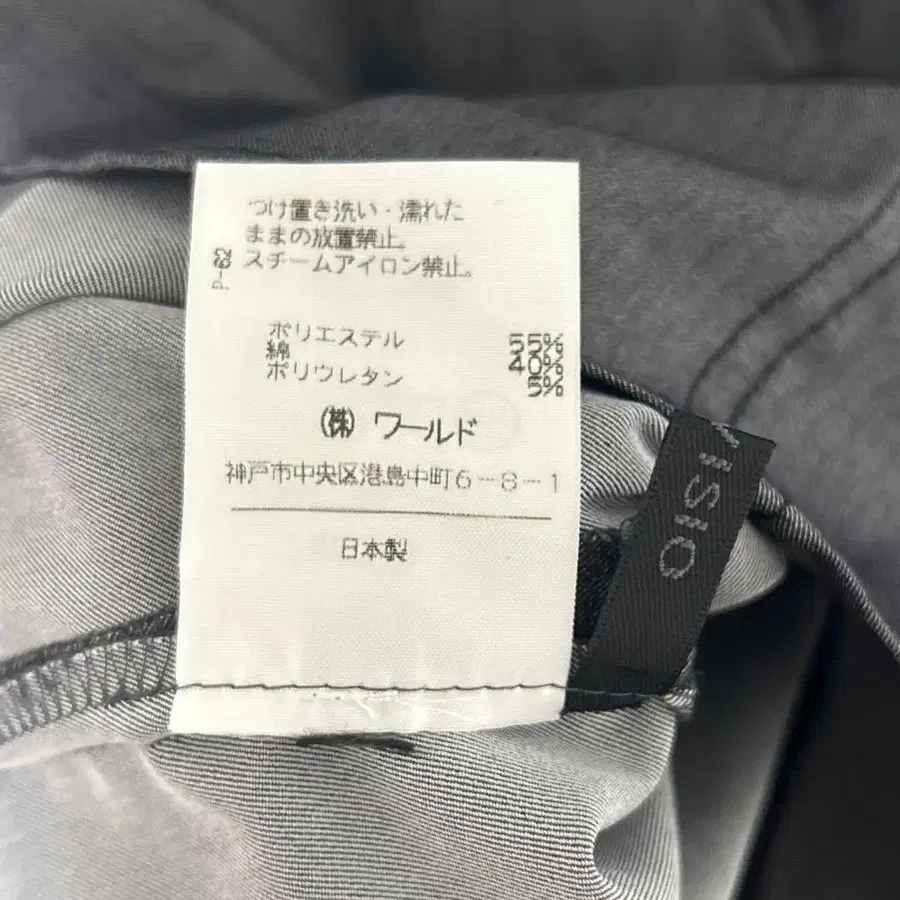 つけ置き洗い・濡れた
ままの放置禁止。
スチームアイロン禁止。
P-62
ポリエステル 55%
綿 40%
ポリウレタン 5%
(株) ワールド
神戸市中央区港島中町6-8-1
日本製
VISIO